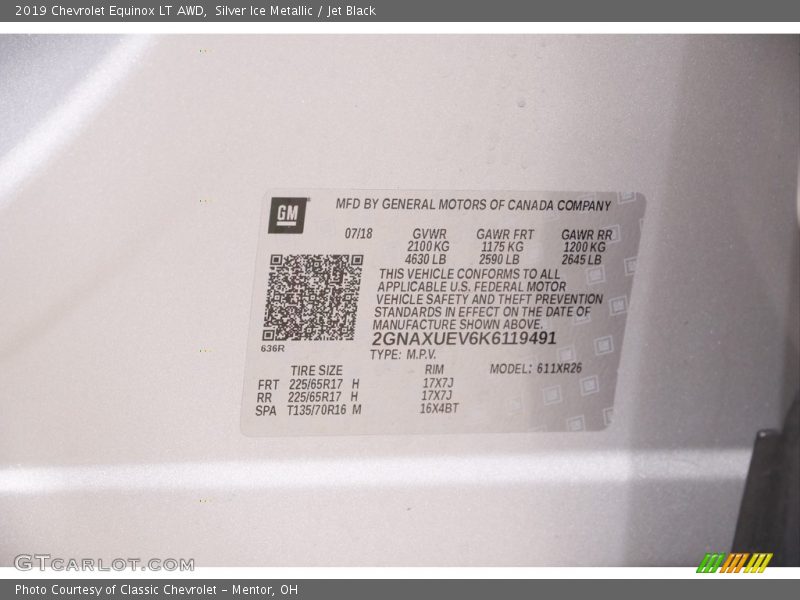 2019 Chevrolet Equinox LT AWD, Silver Ice Metallic / Jet Black
GM
MFD BY GENERAL MOTORS OF CANADA COMPANY
07/18 GVWR GAWR FRT GAWR RR
2100 KG 1175 KG 1200 KG
4630 LB 2590 LB 2645 LB
THIS VEHICLE CONFORMS TO ALL
APPLICABLE U.S. FEDERAL MOTOR
VEHICLE SAFETY AND THEFT PREVENTION
STANDARDS IN EFFECT ON THE DATE OF
MANUFACTURE SHOWN ABOVE.
2GNAXUEV6K6119491
636R
TYPE: M.P.V.
TIRE SIZE RIM MODEL: 611XR26
FRT 225/65R17 H 17X7J
RR 225/65R17 H 17X7J
SPA T135/70R16 M 16X4BT
GTCARLOT.COM
Photo Courtesy of Classic Chevrolet - Mentor, OH